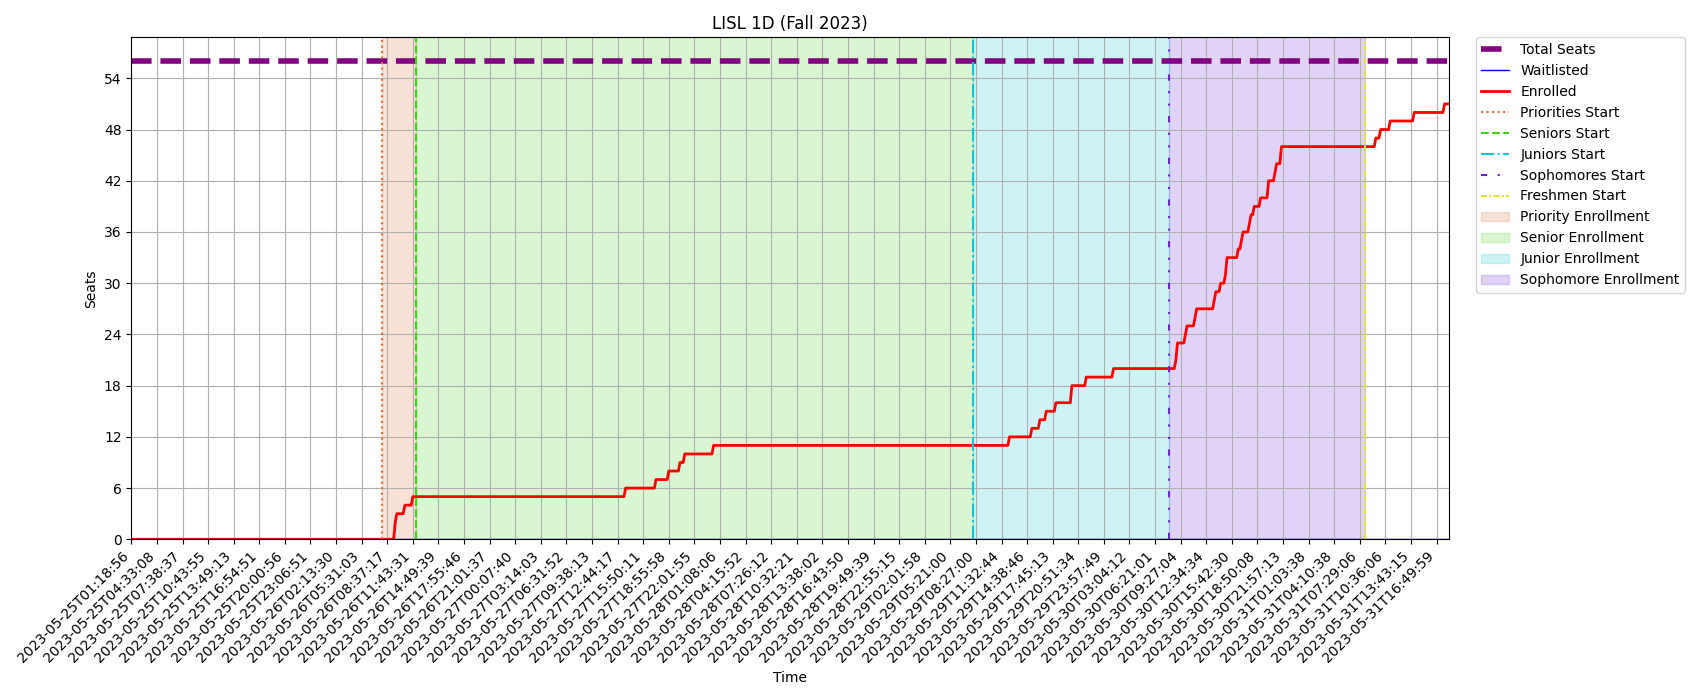 LISL 1D (Fall 2023)
Total Seats
Waitlisted
Enrolled
Priorities Start
Seniors Start
Juniors Start
Sophomores Start
Freshmen Start
Priority Enrollment
Senior Enrollment
Junior Enrollment
Sophomore Enrollment
Seats
54
48
42
36
30
24
18
12
6
0
2023-05-25T01:18:56
2023-05-25T04:33:08
2023-05-25T07:38:37
2023-05-25T10:43:55
2023-05-25T13:49:13
2023-05-25T16:54:51
2023-05-25T20:00:56
2023-05-25T23:06:51
2023-05-26T02:13:30
2023-05-26T05:31:03
2023-05-26T08:37:17
2023-05-26T11:43:31
2023-05-26T14:49:39
2023-05-26T17:55:46
2023-05-26T21:01:37
2023-05-27T00:07:40
2023-05-27T03:14:03
2023-05-27T06:31:52
2023-05-27T09:38:13
2023-05-27T12:44:17
2023-05-27T15:50:11
2023-05-27T18:55:58
2023-05-27T22:01:55
2023-05-28T01:08:06
2023-05-28T04:15:52
2023-05-28T07:26:12
2023-05-28T10:32:21
2023-05-28T13:38:02
2023-05-28T16:43:50
2023-05-28T19:49:39
2023-05-28T22:55:15
2023-05-29T02:01:58
2023-05-29T05:21:00
2023-05-29T08:27:00
2023-05-29T11:32:44
2023-05-29T14:38:46
2023-05-29T17:45:13
2023-05-29T20:51:34
2023-05-29T23:57:49
2023-05-30T03:04:12
2023-05-30T06:21:01
2023-05-30T09:27:04
2023-05-30T12:34:34
2023-05-30T15:42:30
2023-05-30T18:50:08
2023-05-30T21:57:13
2023-05-31T01:03:38
2023-05-31T04:10:38
2023-05-31T07:29:06
2023-05-31T10:36:06
2023-05-31T13:43:15
2023-05-31T16:49:59
Time